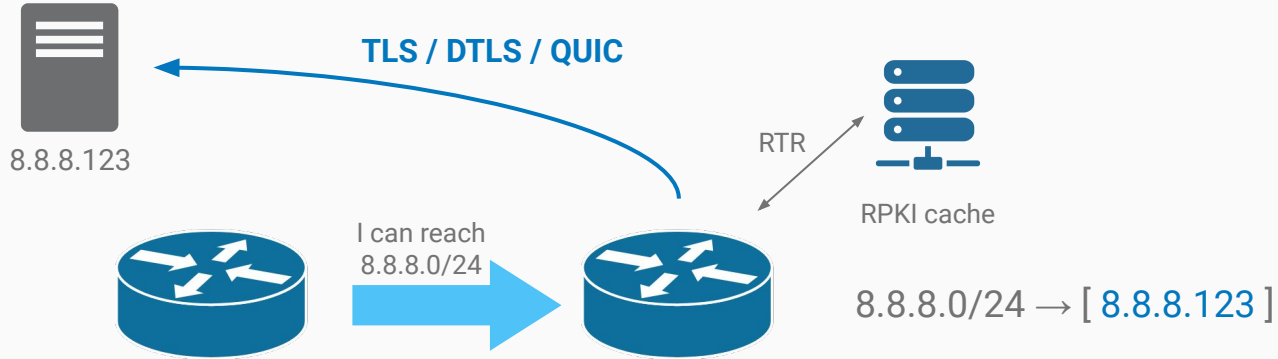 TLS / DTLS / QUIC
8.8.8.123
RTR
RPKI cache
I can reach
8.8.8.0/24
8.8.8.0/24 → [ 8.8.8.123 ]